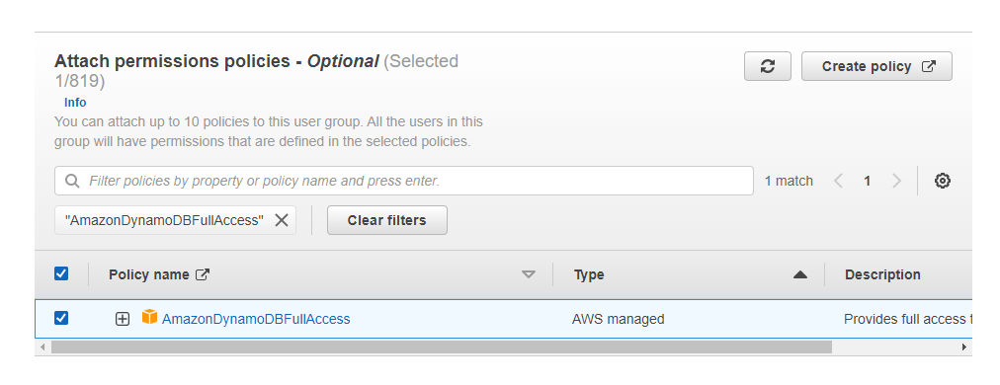 Attach permissions policies - Optional (Selected
1/819)
Info
You can attach up to 10 policies to this user group. All the users in this
group will have permissions that are defined in the selected policies.
Create policy
Filter policies by property or policy name and press enter.
1 match
1
"AmazonDynamoDBFullAccess"
Clear filters
Policy name
Type
Description
AmazonDynamoDBFullAccess
AWS managed
Provides full access